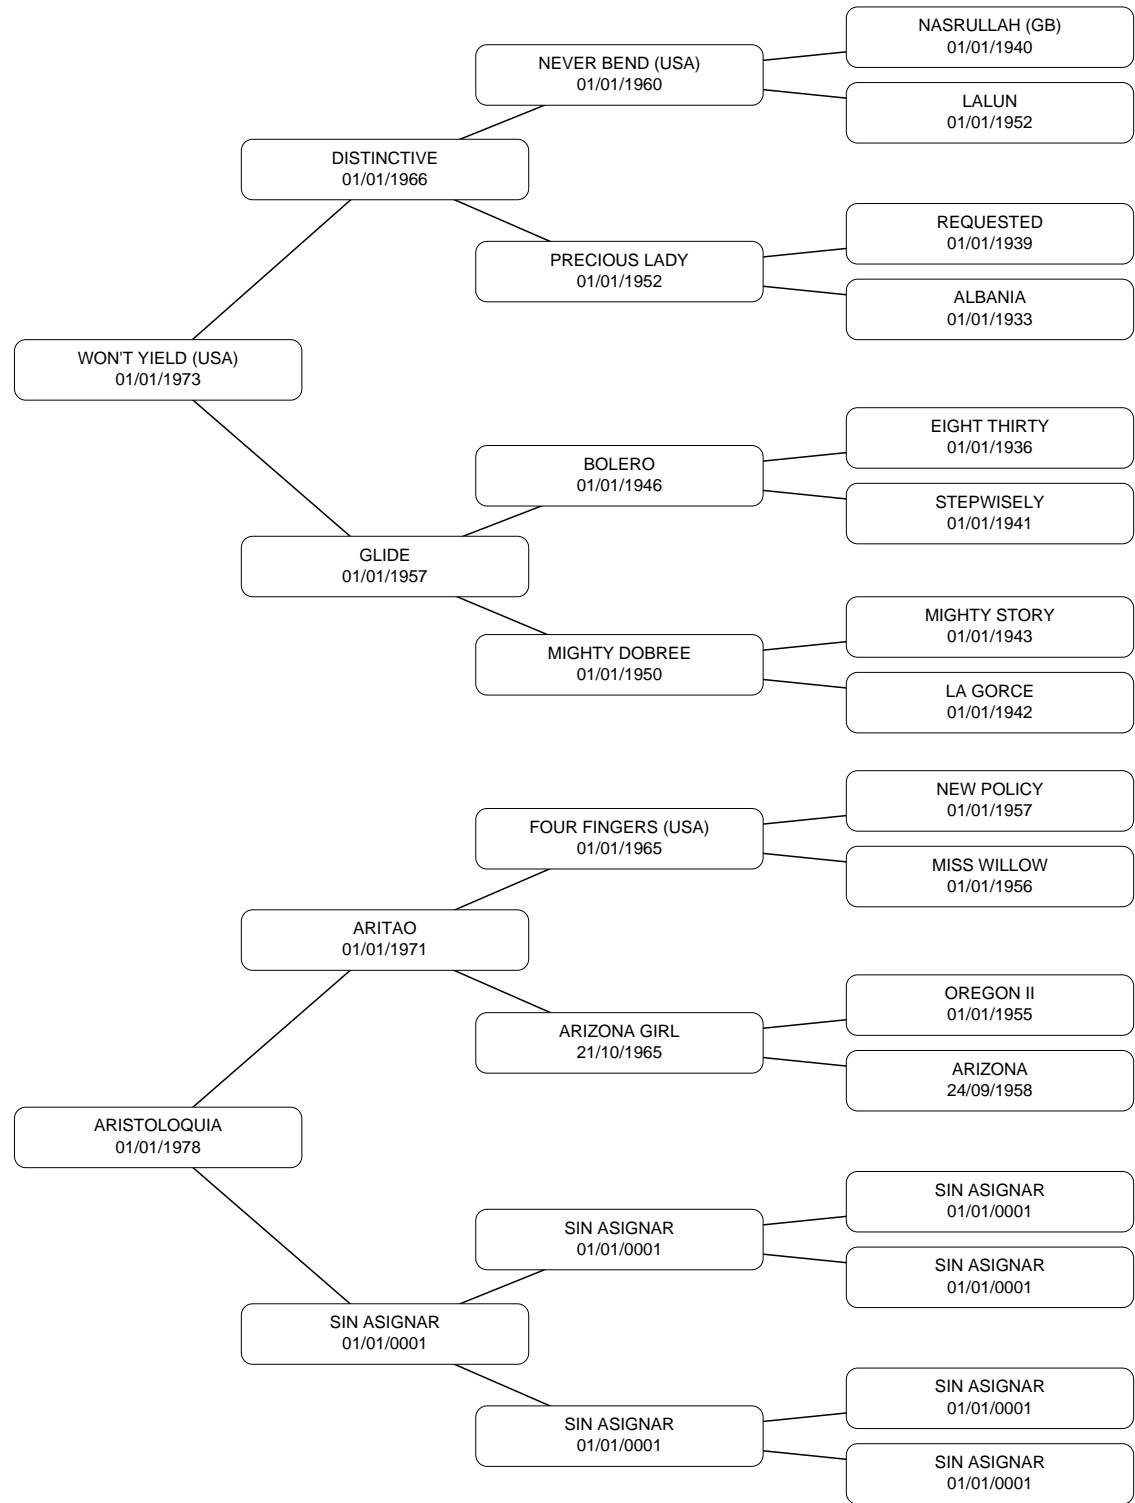 NASRULLAH (GB)
01/01/1940
NEVER BEND (USA)
01/01/1960
LALUN
01/01/1952
DISTINCTIVE
01/01/1966
REQUESTED
01/01/1939
PRECIOUS LADY
01/01/1952
ALBANIA
01/01/1933
WON'T YIELD (USA)
01/01/1973
EIGHT THIRTY
01/01/1936
BOLERO
01/01/1946
STEPWISELY
01/01/1941
GLIDE
01/01/1957
MIGHTY STORY
01/01/1943
MIGHTY DOBREE
01/01/1950
LA GORCE
01/01/1942
NEW POLICY
01/01/1957
FOUR FINGERS (USA)
01/01/1965
MISS WILLOW
01/01/1956
ARITAO
01/01/1971
OREGON II
01/01/1955
ARIZONA GIRL
21/10/1965
ARIZONA
24/09/1958
ARISTOLOQUIA
01/01/1978
SIN ASIGNAR
01/01/0001
SIN ASIGNAR
01/01/0001
SIN ASIGNAR
01/01/0001
SIN ASIGNAR
01/01/0001
SIN ASIGNAR
01/01/0001
SIN ASIGNAR
01/01/0001
SIN ASIGNAR
01/01/0001